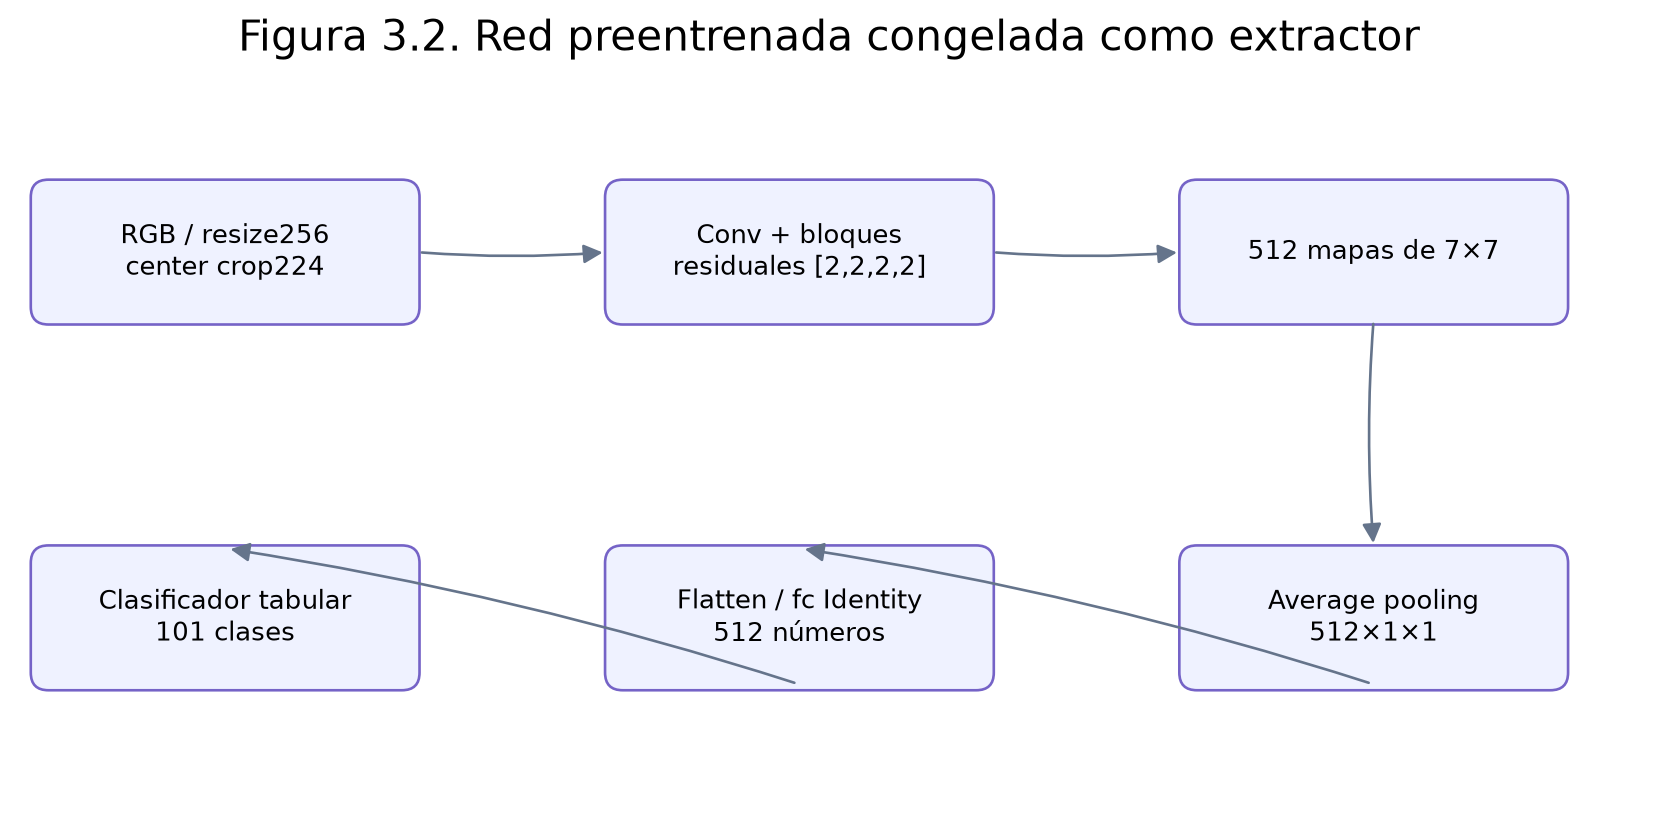 Figura 3.2. Red preentrenada congelada como extractor
RGB / resize256
center crop224
Conv + bloques
residuales [2,2,2,2]
512 mapas de 7×7
Average pooling
512×1×1
Flatten / fc Identity
512 números
Clasificador tabular
101 clases